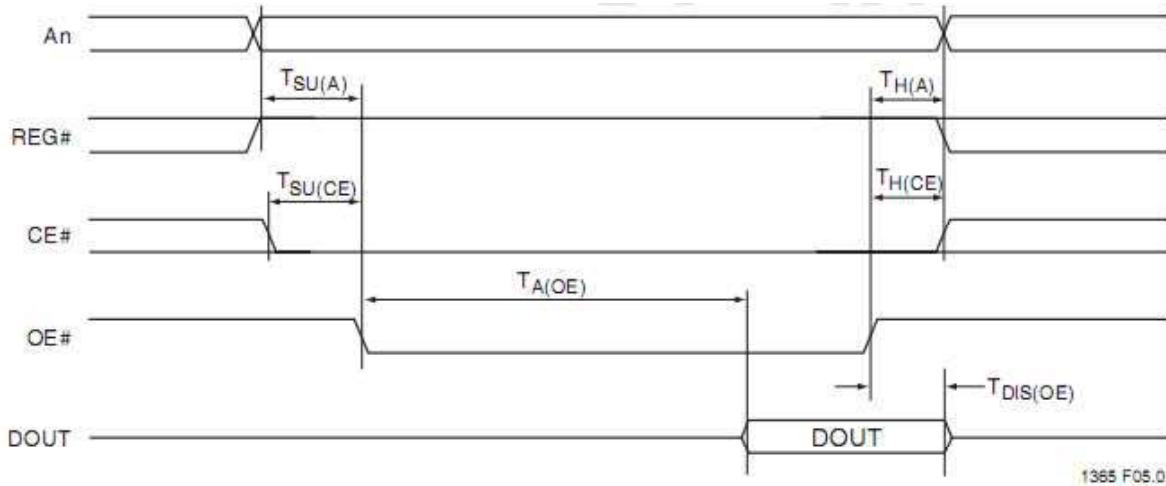 An
TSU(A)
TH(A)
REG#
TSU(CE)
TH(CE)
CE#
TA(OE)
OE#
TDIS(OE)
DOUT
DOUT
1365 F05.0